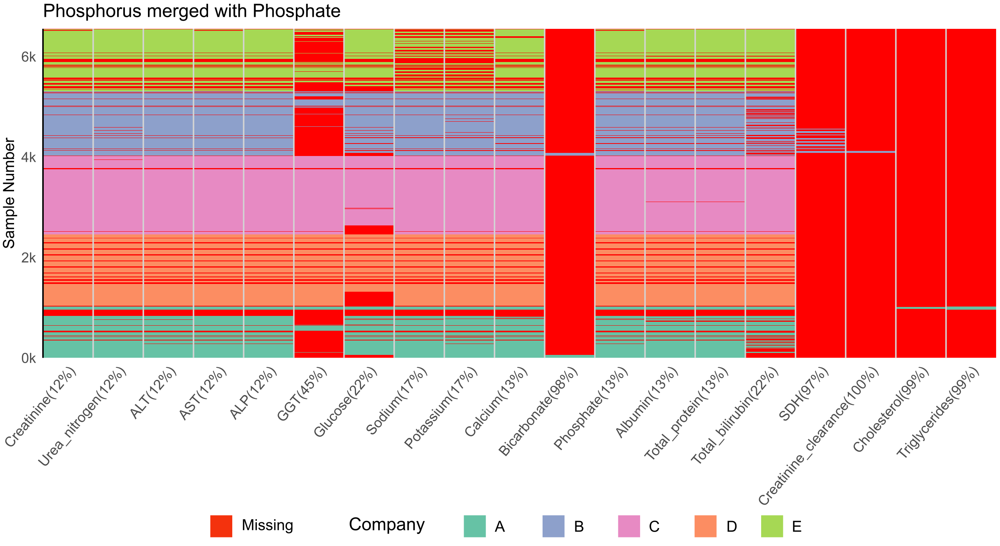 Phosphorus merged with Phosphate
Sample Number
6k
4k
2k
0k
Creatinine(12%)
Urea_nitrogen(12%)
ALT(12%)
AST(12%)
ALP(12%)
GGT(45%)
Glucose(22%)
Sodium(17%)
Potassium(17%)
Calcium(13%)
Bicarbonate(98%)
Phosphate(13%)
Albumin(13%)
Total_protein(13%)
Total_bilirubin(22%)
SDH(97%)
Creatinine_clearance(100%)
Cholesterol(99%)
Triglycerides(99%)
Missing Company A B C D E